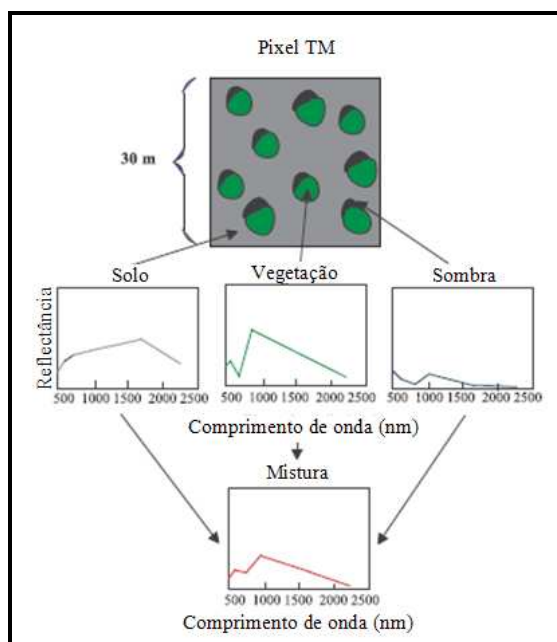 Pixel TM
30 m
Solo
Vegetação
Sombra
Reflectância
500 1000 1500 2000 2500
500 1000 1500 2000 2500
500 1000 1500 2000 2500
Comprimento de onda (nm)
Mistura
500 1000 1500 2000 2500
Comprimento de onda (nm)